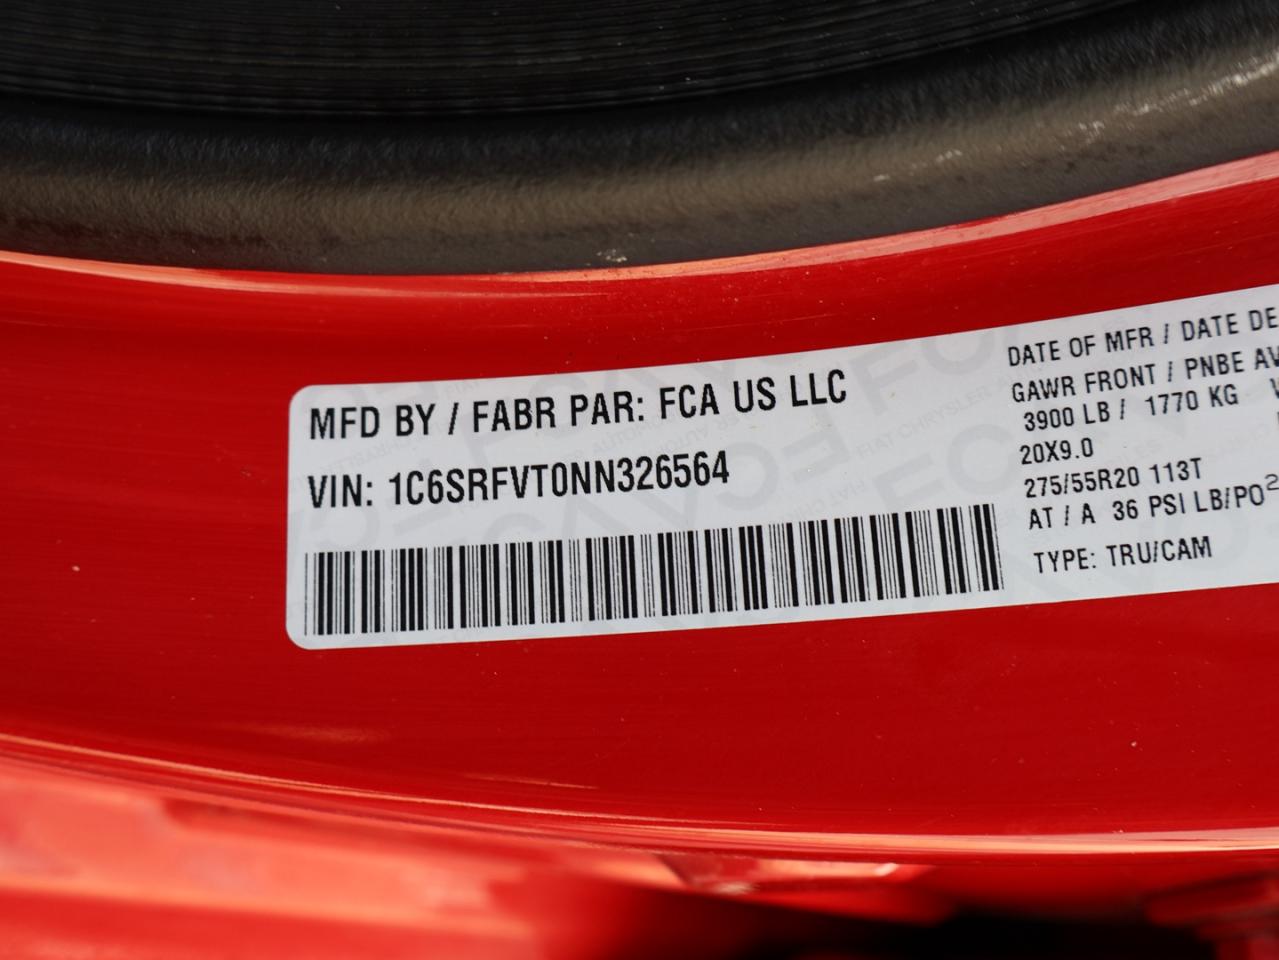 MFD BY / FABR PAR: FCA US LLC
VIN: 1C6SRFVT0NN326564
DATE OF MFR / DATE DE
GAWR FRONT / PNBE AV
3900 LB / 1770 KG
20X9.0
275/55R20 113T
AT / A 36 PSI LB/PO²
TYPE: TRU/CAM